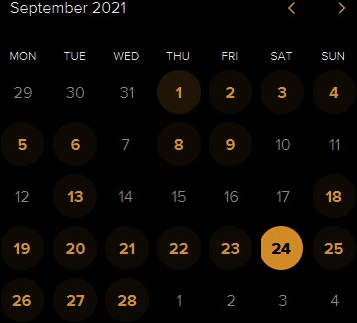 September 2021
MON TUE WED THU FRI SAT SUN
29 30 31 1 2 3 4
5 6 7 8 9 10 11
12 13 14 15 16 17 18
19 20 21 22 23 24 25
26 27 28 1 2 3 4